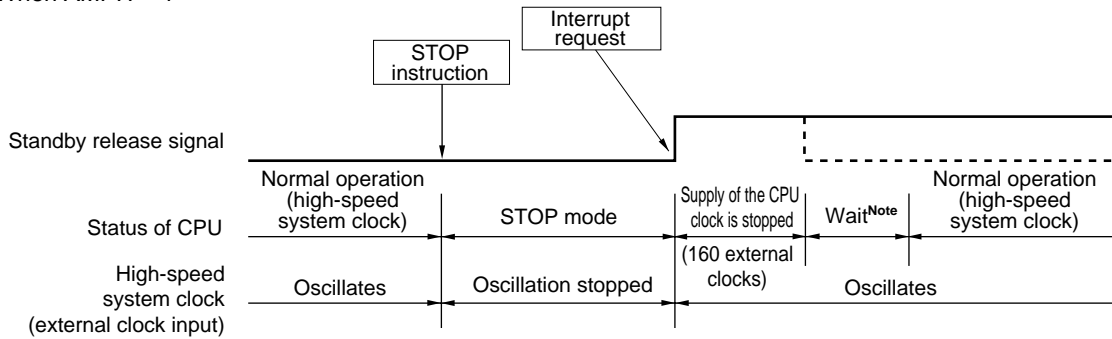 Interrupt
request
STOP
instruction
Standby release signal
Normal operation
(high-speed
system clock)
Supply of the CPU
clock is stopped
Normal operation
(high-speed
system clock)
Status of CPU
STOP mode
WaitNote
(160 external
clocks)
High-speed
system clock
(external clock input)
Oscillates
Oscillation stopped
Oscillates